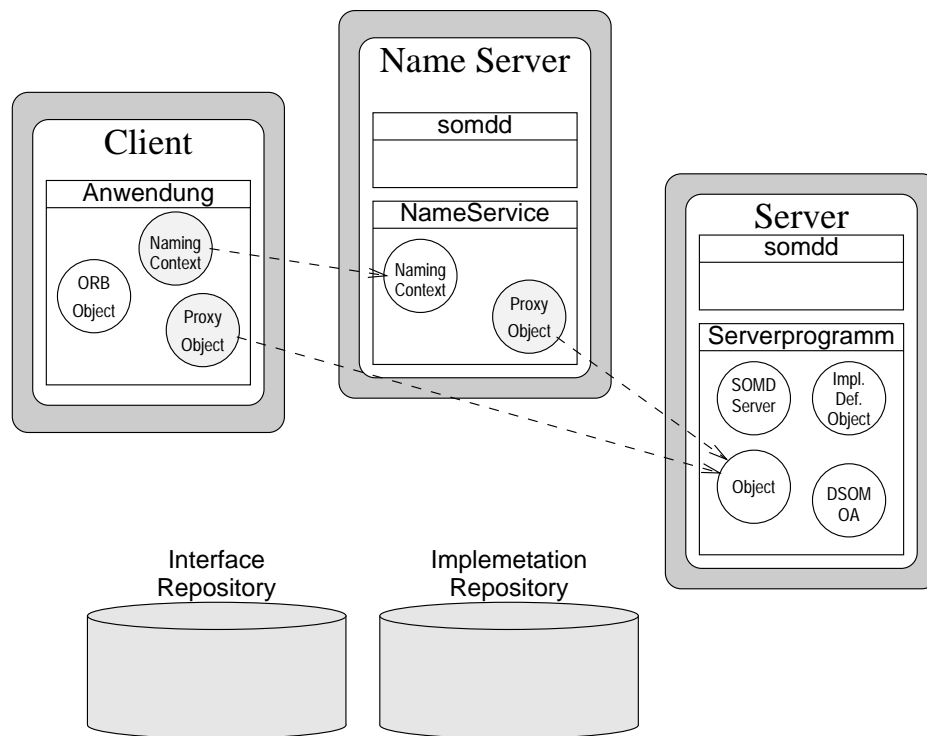 Client
Anwendung
Naming
Context
ORB
Object
Proxy
Object
Name Server
somdd
NameService
Naming
Context
Proxy
Object
Server
somdd
Serverprogramm
SOMD
Server
Impl.
Def.
Object
Object
DSOM
OA
Interface
Repository
Implemetation
Repository